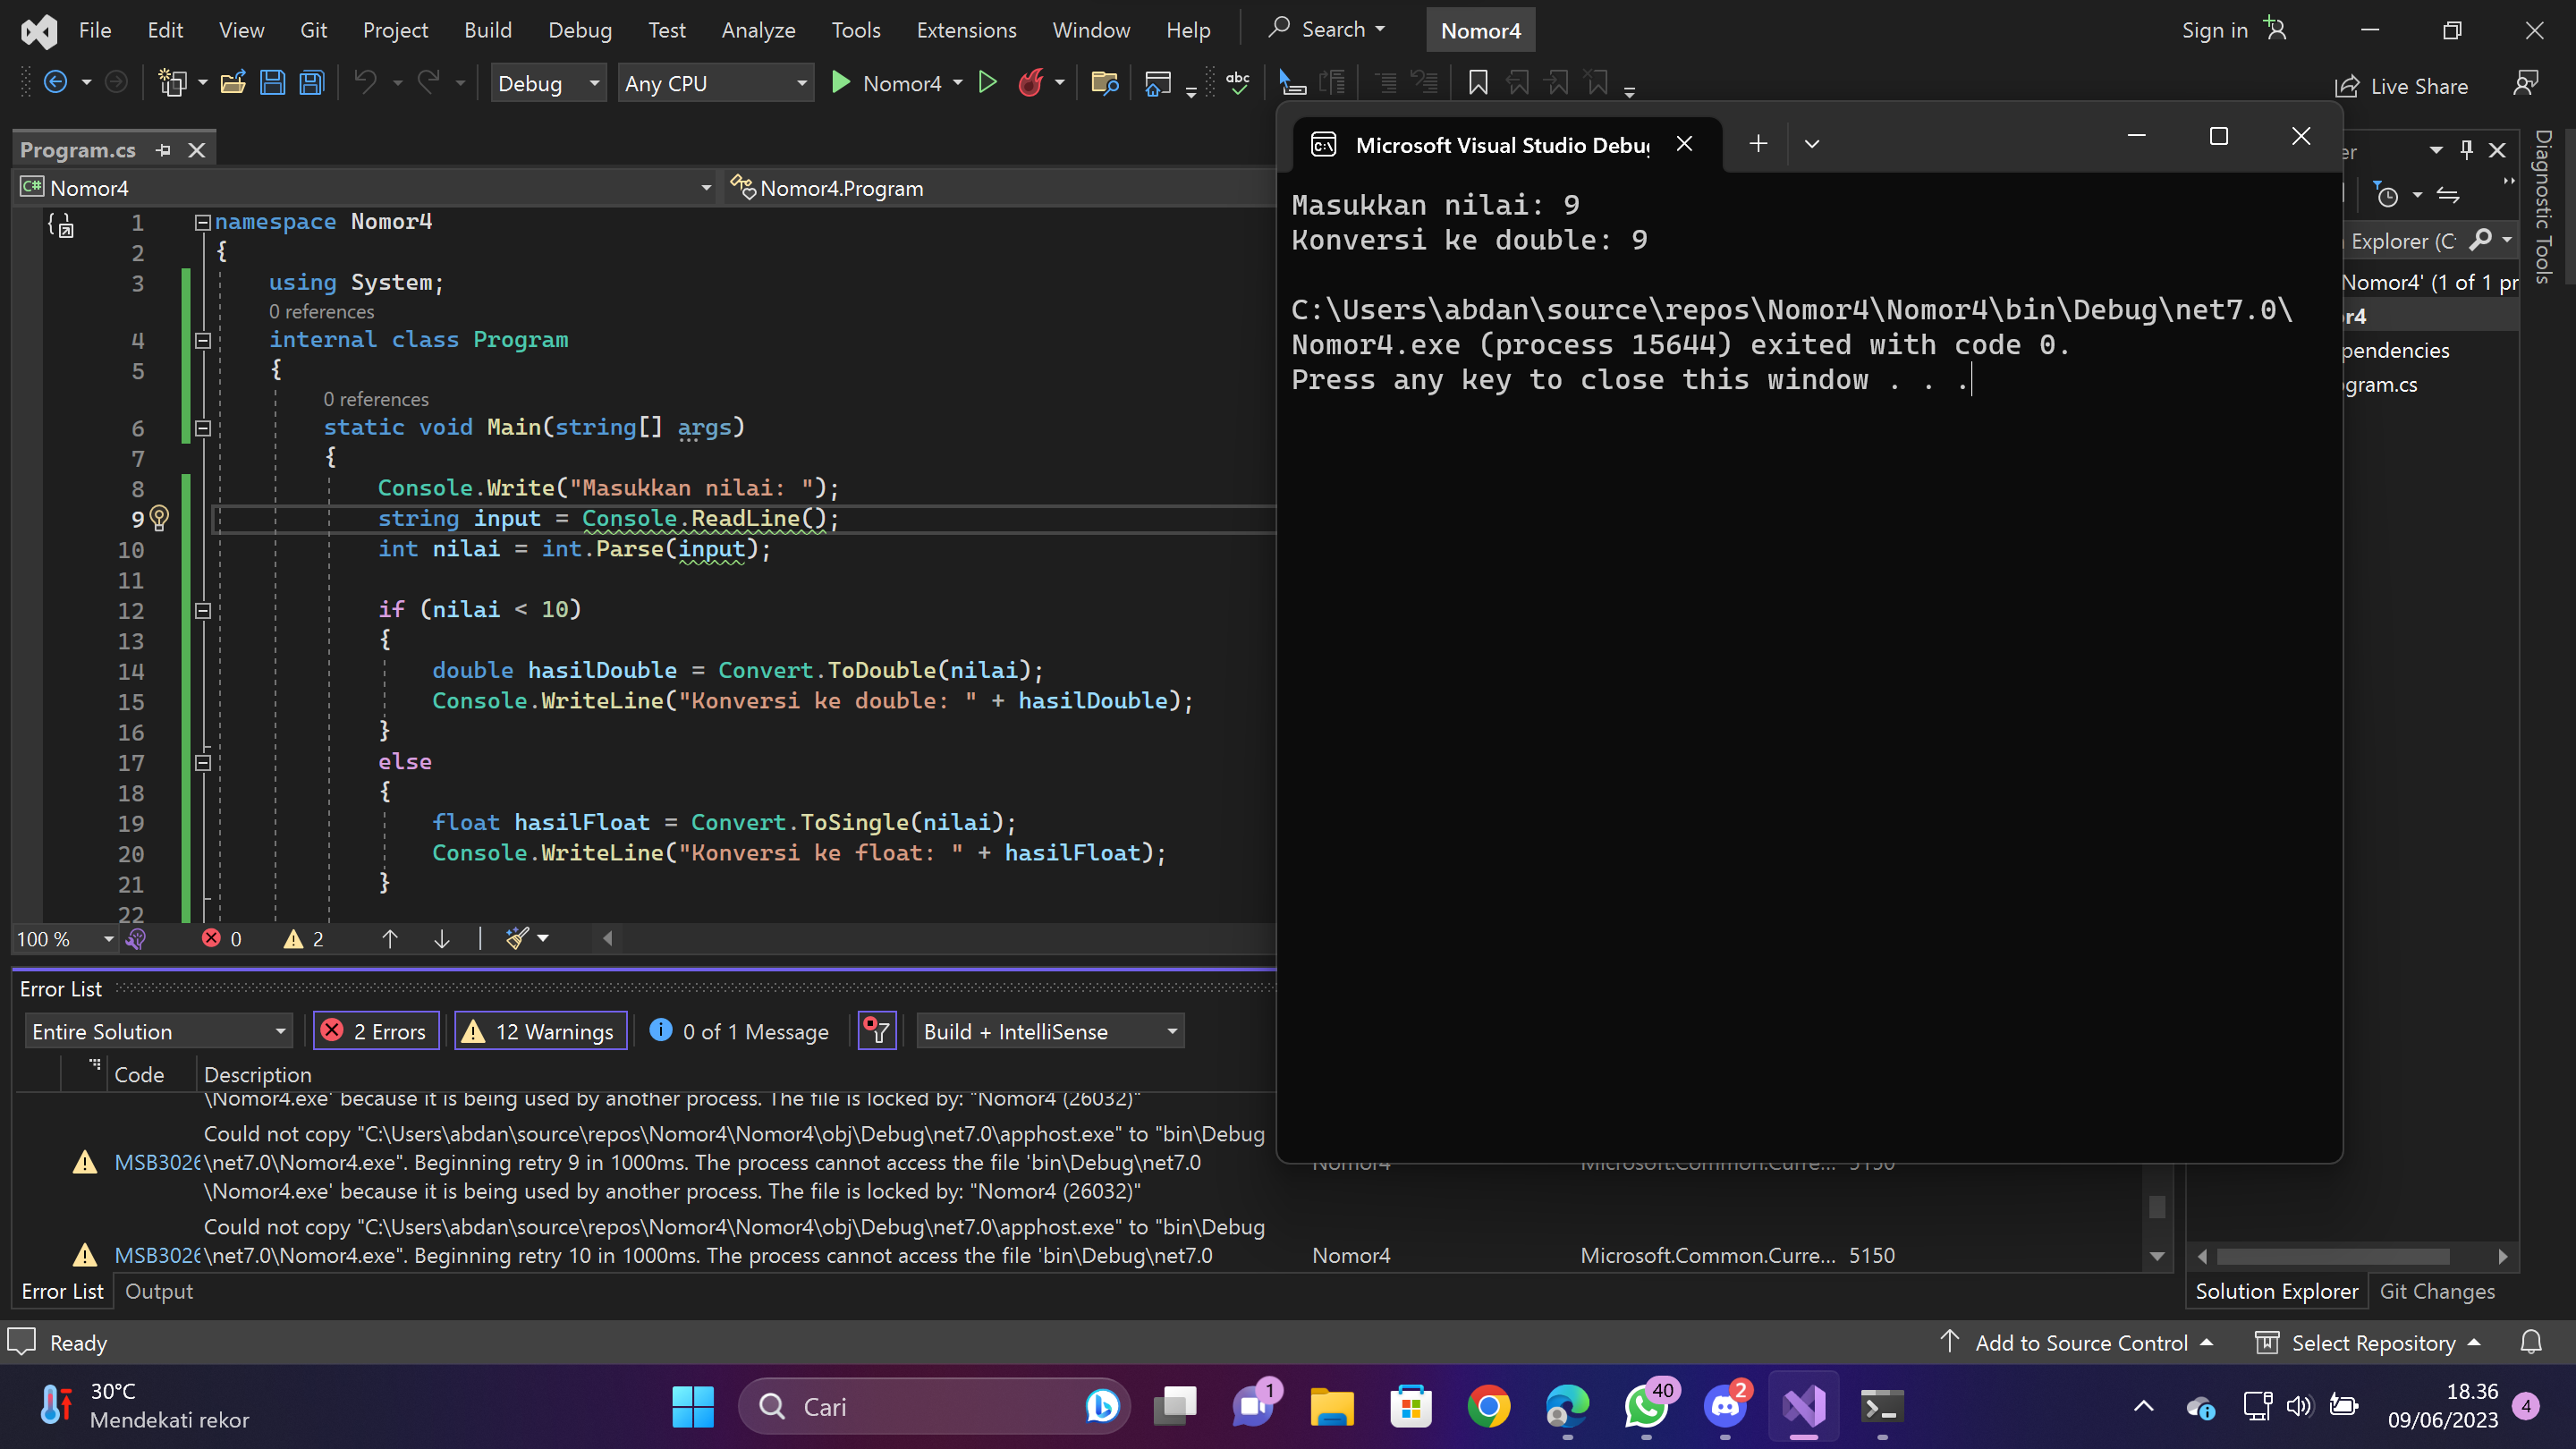 File Edit View Git Project Build Debug Test Analyze Tools Extensions Window Help Search Nomor4 Sign in
Debug Any CPU Nomor4 Live Share
Program.cs
Nomor4 Nomor4.Program
1 namespace Nomor4
2 {
3 using System;
0 references
4 internal class Program
5 {
0 references
6 static void Main(string[] args)
7 {
8 Console.Write("Masukkan nilai: ");
9 string input = Console.ReadLine();
10 int nilai = int.Parse(input);
11
12 if (nilai < 10)
13 {
14 double hasilDouble = Convert.ToDouble(nilai);
15 Console.WriteLine("Konversi ke double: " + hasilDouble);
16 }
17 else
18 {
19 float hasilFloat = Convert.ToSingle(nilai);
20 Console.WriteLine("Konversi ke float: " + hasilFloat);
21 }
22
100 % 0 2
Microsoft Visual Studio Debu
Masukkan nilai: 9
Konversi ke double: 9
C:\Users\abdan\source\repos\Nomor4\Nomor4\bin\Debug\net7.0\
Nomor4.exe (process 15644) exited with code 0.
Press any key to close this window . . .
er
Explorer (C
Nomor4' (1 of 1 pr
r4
pendencies
gram.cs
Diagnostic Tools
Error List
Entire Solution 2 Errors 12 Warnings 0 of 1 Message Build + IntelliSense
Code Description
\Nomor4.exe' because it is being used by another process. The file is locked by: "Nomor4 (26032)"
Could not copy "C:\Users\abdan\source\repos\Nomor4\Nomor4\obj\Debug\net7.0\apphost.exe" to "bin\Debug
MSB3026 \net7.0\Nomor4.exe". Beginning retry 9 in 1000ms. The process cannot access the file 'bin\Debug\net7.0 Nomor4 Microsoft.Common.Curre... 5150
\Nomor4.exe' because it is being used by another process. The file is locked by: "Nomor4 (26032)"
Could not copy "C:\Users\abdan\source\repos\Nomor4\Nomor4\obj\Debug\net7.0\apphost.exe" to "bin\Debug
MSB3026 \net7.0\Nomor4.exe". Beginning retry 10 in 1000ms. The process cannot access the file 'bin\Debug\net7.0 Nomor4 Microsoft.Common.Curre... 5150
Error List Output
Solution Explorer Git Changes
Ready Add to Source Control Select Repository
30°C
Mendekati rekor
Cari
1
40
2
18.36
09/06/2023
4